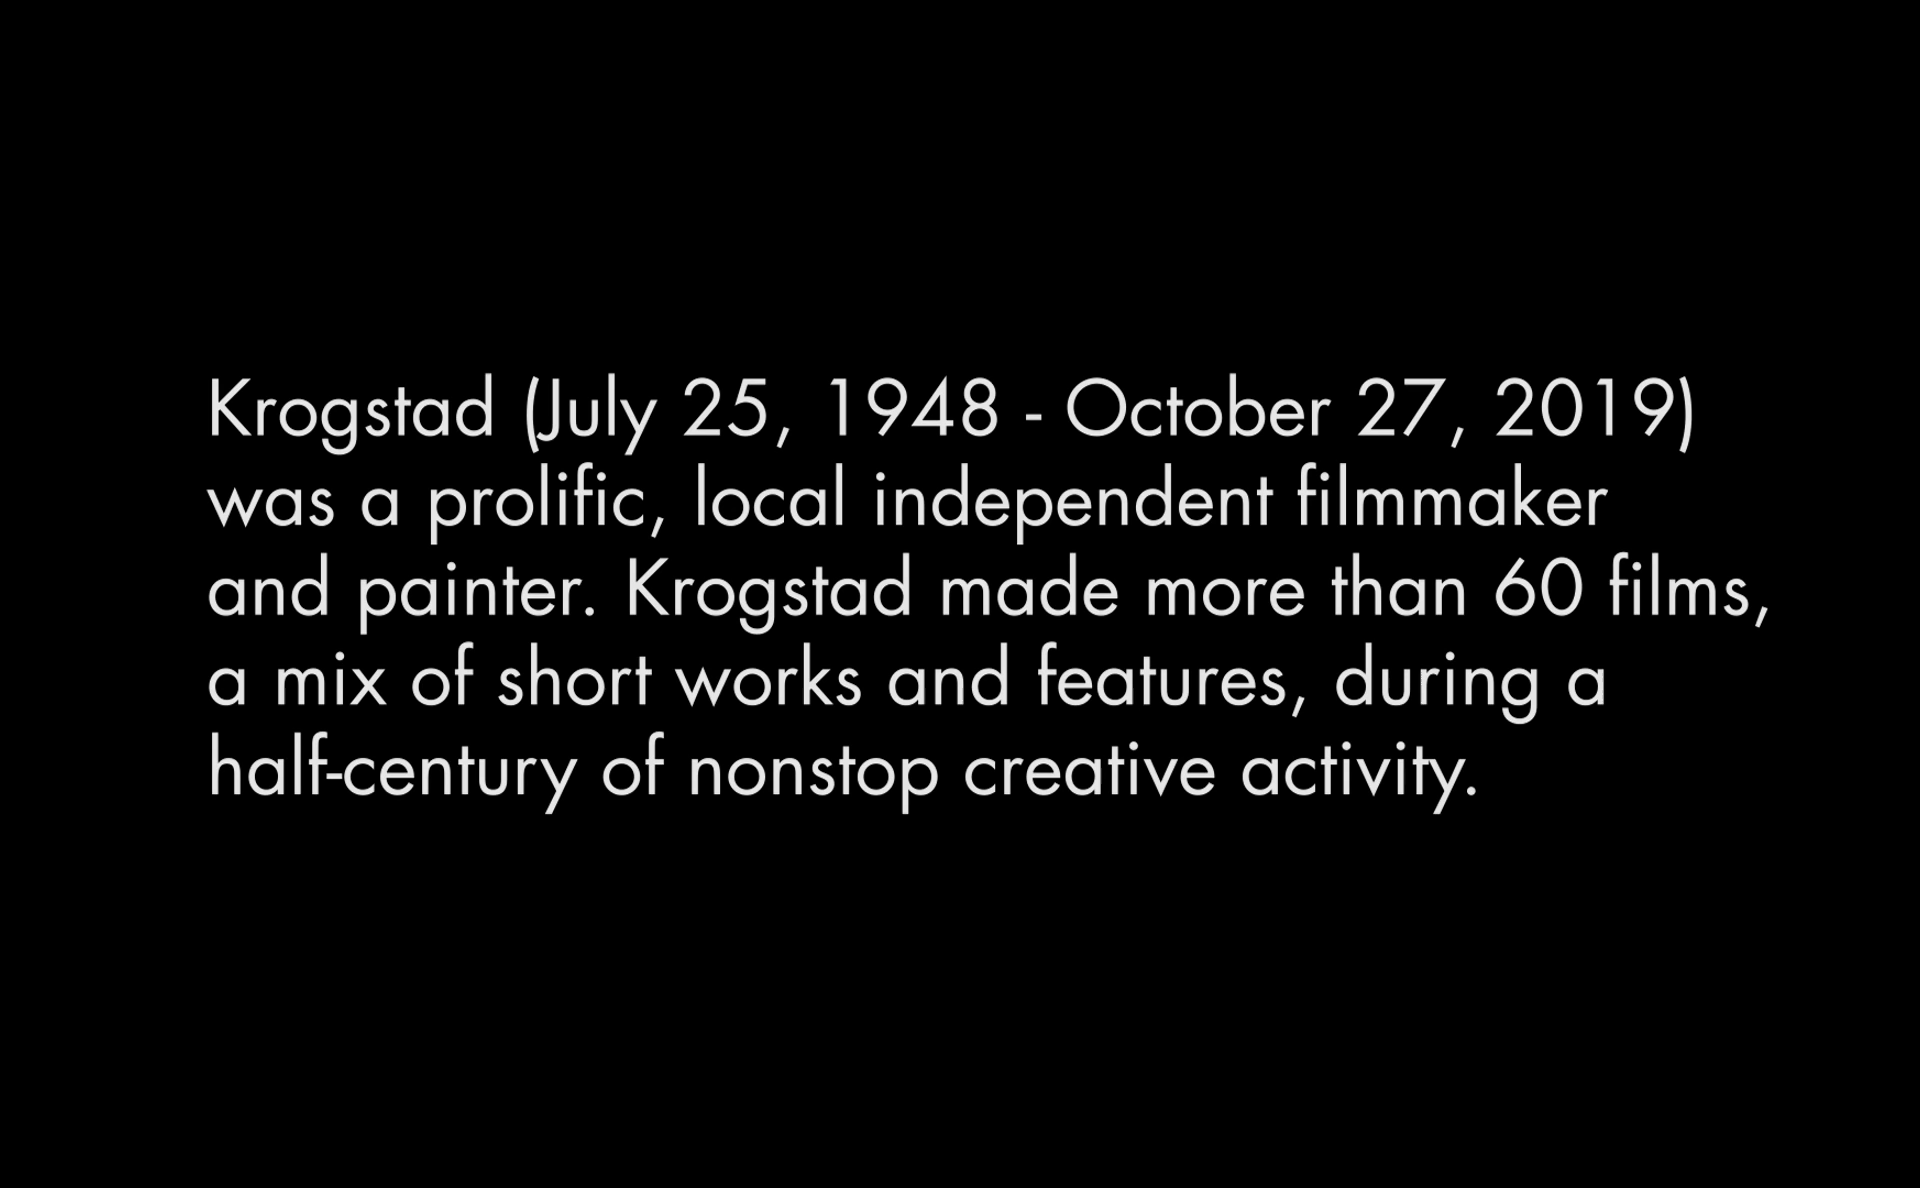 Krogstad (July 25, 1948 - October 27, 2019)
was a prolific, local independent filmmaker
and painter. Krogstad made more than 60 films,
a mix of short works and features, during a
half-century of nonstop creative activity.